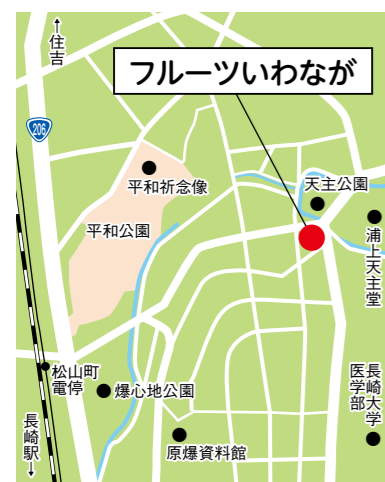 ↑住吉
フルーツいわなが
206
平和祈念像
天主公園
平和公園
浦上天主堂
松山町
電停
爆心地公園
長崎大学
医学部
原爆資料館
長崎駅↓